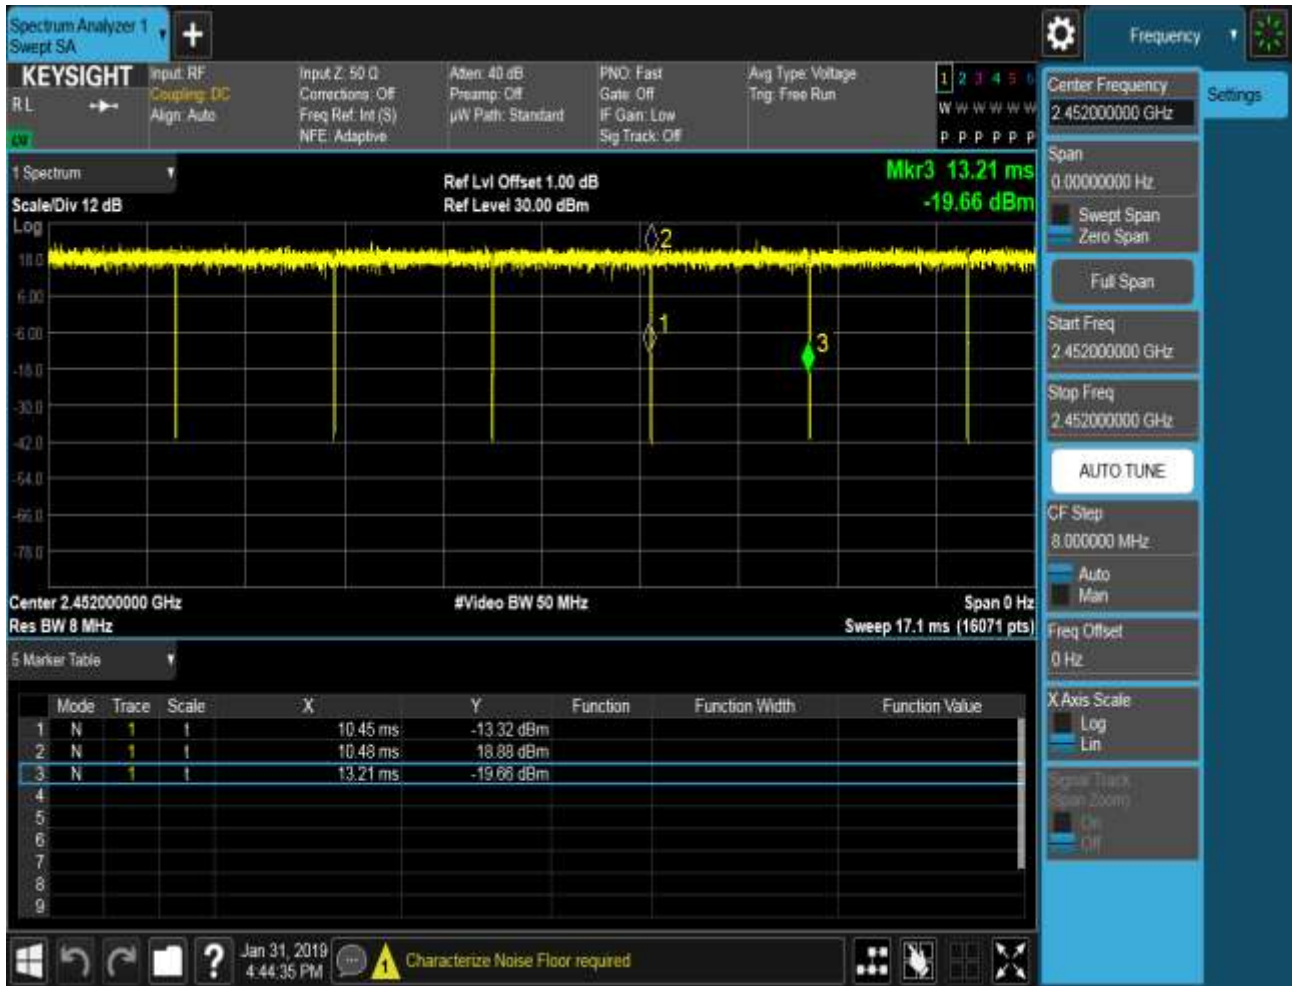 Spectrum Analyzer 1
Swept SA
Frequency
KEYSIGHT
Input: RF
Input Z: 50 Ω
Atten: 40 dB
PNO: Fast
Avg Type: Voltage
1 2 3 4 5 6
R L
Coupling: DC
Corrections: Off
Preamp: Off
Gate: Off
Trig: Free Run
W W W W W W
Align: Auto
Freq Ref: Int (S)
µW Path: Standard
IF Gain: Low
NFE: Adaptive
Sig Track: Off
P P P P P P
1 Spectrum
Ref Lvl Offset 1.00 dB
Mkr3 13.21 ms
Scale/Div 12 dB
Ref Level 30.00 dBm
-19.66 dBm
Log
18.0
6.00
-6.00
-18.0
-30.0
-42.0
-54.0
-66.0
-78.0
2
1
3
Center 2.452000000 GHz
#Video BW 50 MHz
Span 0 Hz
Res BW 8 MHz
Sweep 17.1 ms (16071 pts)
5 Marker Table
Mode Trace Scale X Y Function Function Width Function Value
1 N 1 t 10.45 ms -13.32 dBm
2 N 1 t 10.48 ms 18.88 dBm
3 N 1 t 13.21 ms -19.66 dBm
4
5
6
7
8
9
Center Frequency
2.452000000 GHz
Settings
Span
0.00000000 Hz
Swept Span
Zero Span
Full Span
Start Freq
2.452000000 GHz
Stop Freq
2.452000000 GHz
AUTO TUNE
CF Step
8.000000 MHz
Auto
Man
Freq Offset
0 Hz
X Axis Scale
Log
Lin
Signal Track
(Span Zoom)
On
Off
?
Jan 31, 2019
4:44:35 PM
1
Characterize Noise Floor required